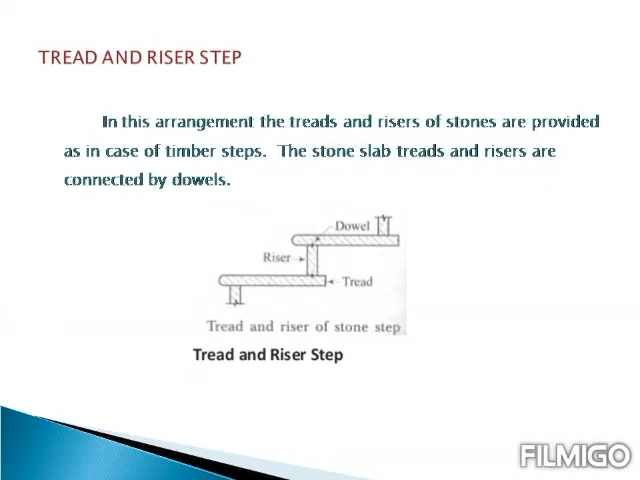 TREAD AND RISER STEP
In this arrangement the treads and risers of stones are provided
as in case of timber steps. The stone slab treads and risers are
connected by dowels.
Dowel
Riser
Tread
Tread and riser of stone step
Tread and Riser Step
FILMIGO